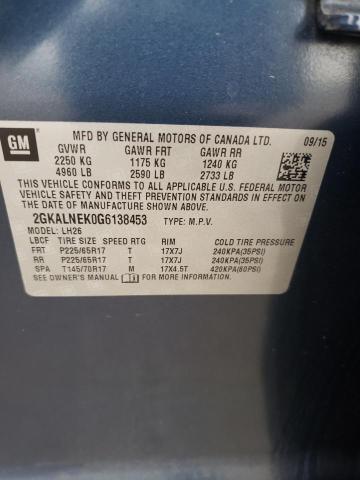 GM
MFD BY GENERAL MOTORS OF CANADA LTD. 09/15
GVWR GAWR FRT GAWR RR
2250 KG 1175 KG 1240 KG
4960 LB 2590 LB 2733 LB
THIS VEHICLE CONFORMS TO ALL APPLICABLE U.S. FEDERAL MOTOR
VEHICLE SAFETY AND THEFT PREVENTION STANDARDS IN EFFECT ON
THE DATE OF MANUFACTURE SHOWN ABOVE.
2GKALNEK0G6138453 TYPE: M.P.V.
MODEL: LH26
LBCF TIRE SIZE SPEED RTG RIM COLD TIRE PRESSURE
FRT P225/65R17 T 17X7J 240KPA(35PSI)
RR P225/65R17 T 17X7J 240KPA(35PSI)
SPA T145/70R17 M 17X4.5T 420KPA(60PSI)
SEE OWNER'S MANUAL FOR MORE INFORMATION.